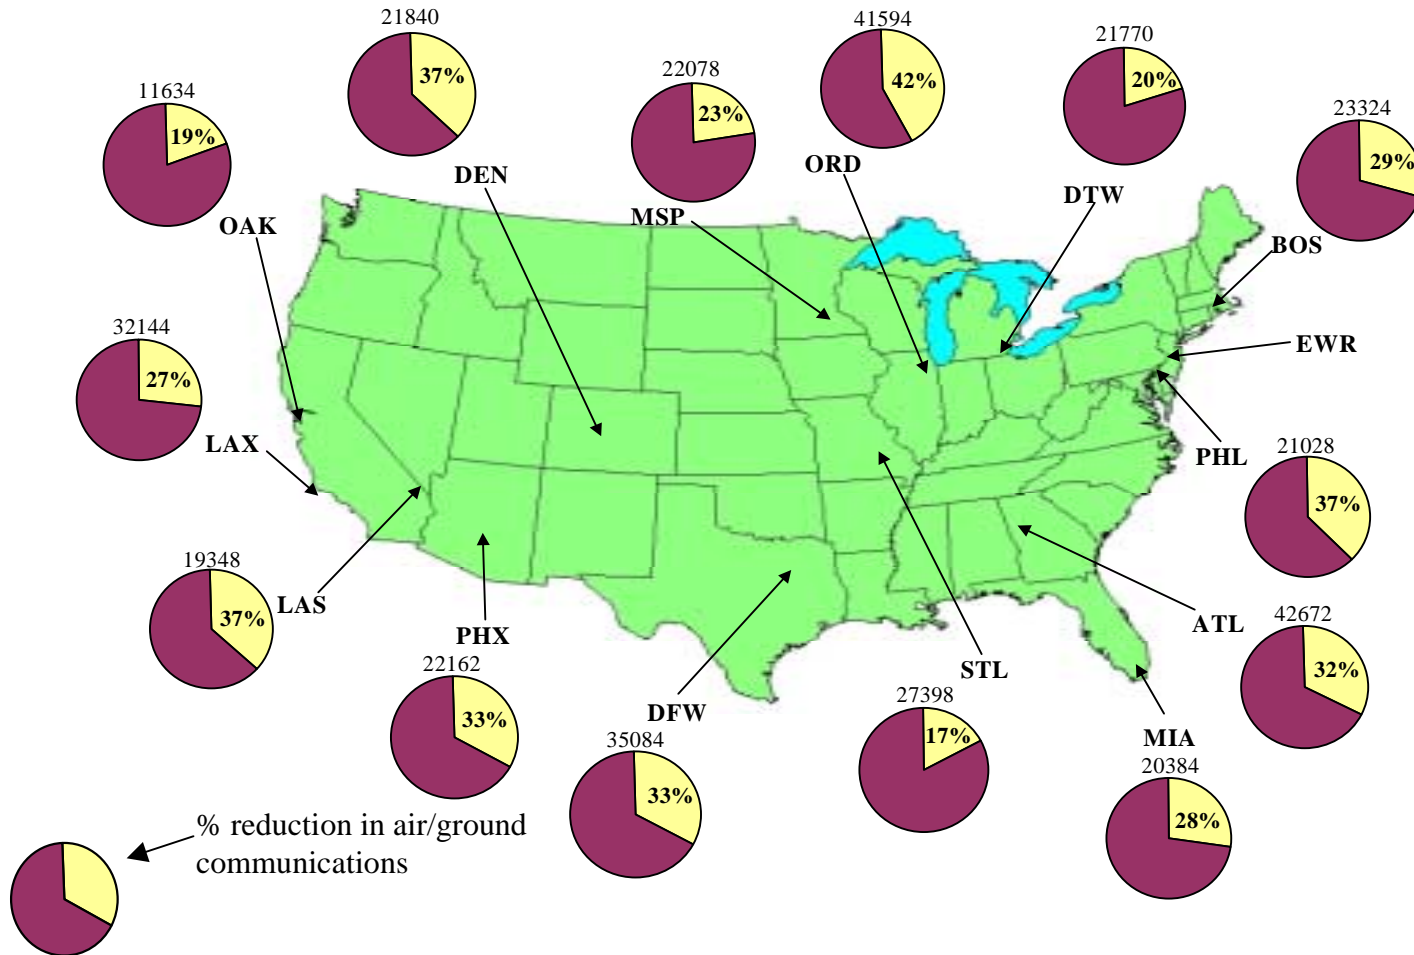 21840
37%
41594
42%
21770
20%
11634
19%
22078
23%
23324
29%
DEN
ORD
DTW
MSP
OAK
BOS
32144
27%
EWR
LAX
PHL
21028
37%
19348
37%
LAS
PHX
22162
33%
DFW
35084
33%
STL
27398
17%
ATL
42672
32%
MIA
20384
28%
% reduction in air/ground
communications